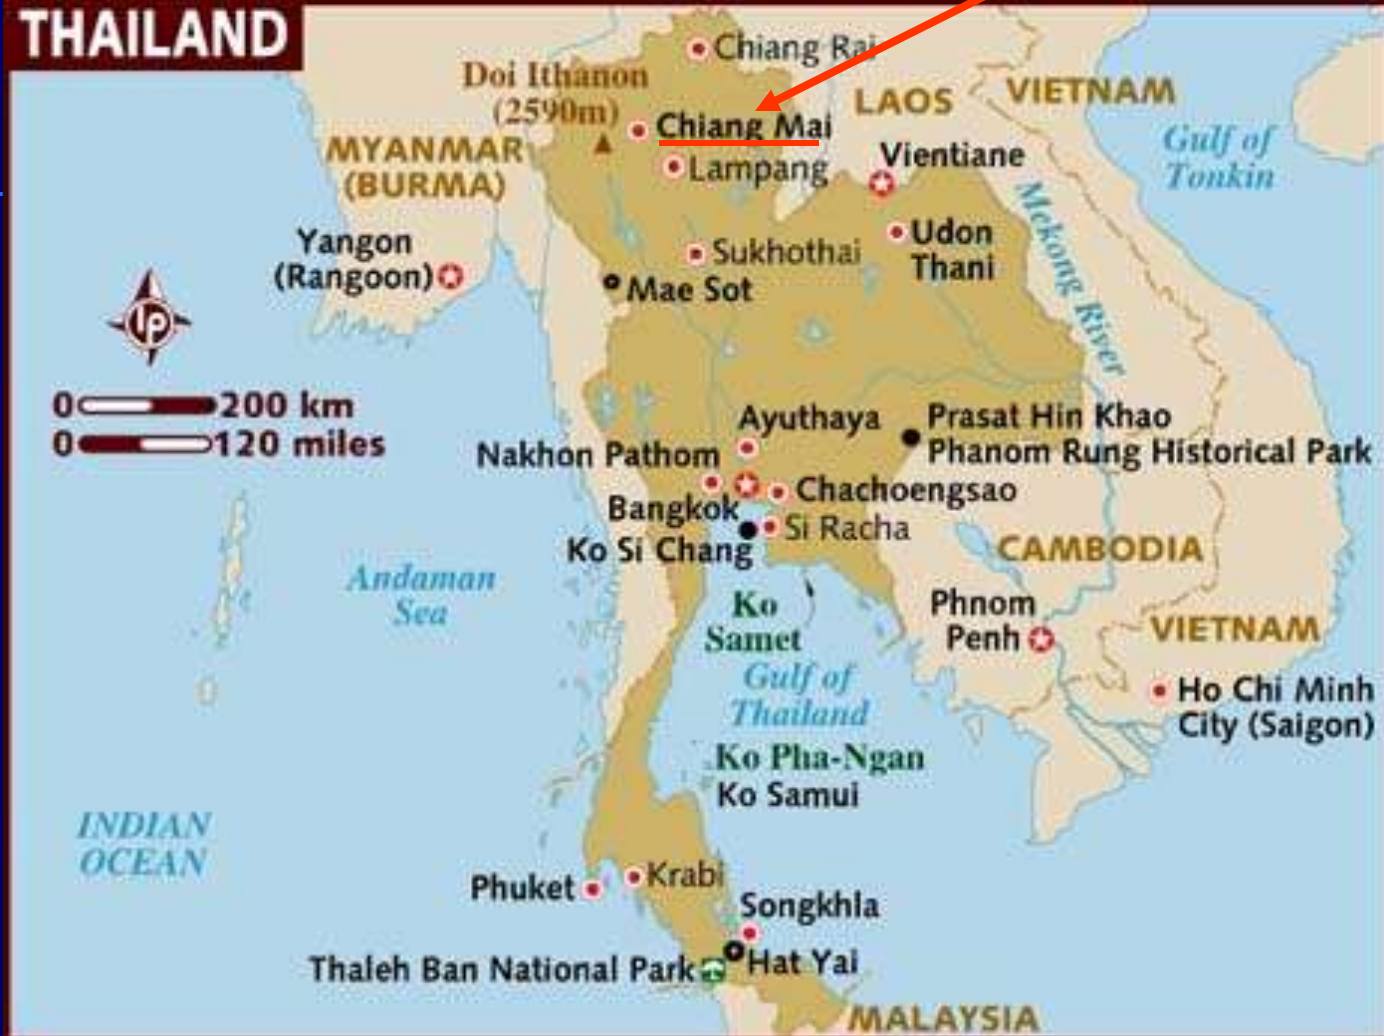 THAILAND
Chiang Rai
Doi Ithanon
(2590m)
Chiang Mai
LAOS
VIETNAM
Gulf of
Tonkin
MYANMAR
(BURMA)
Lampang
Vientiane
Mekong River
Yangon
(Rangoon)
Sukhothai
Udon
Thani
Mae Sot
lp
0 200 km
0 120 miles
Ayuthaya
Prasat Hin Khao
Phanom Rung Historical Park
Nakhon Pathom
Bangkok
Chachoengsao
Si Racha
Ko Si Chang
CAMBODIA
Andaman
Sea
Ko
Samet
Phnom
Penh
VIETNAM
Gulf of
Thailand
Ho Chi Minh
City (Saigon)
Ko Pha-Ngan
Ko Samui
INDIAN
OCEAN
Phuket
Krabi
Songkhla
Hat Yai
Thaleh Ban National Park
MALAYSIA